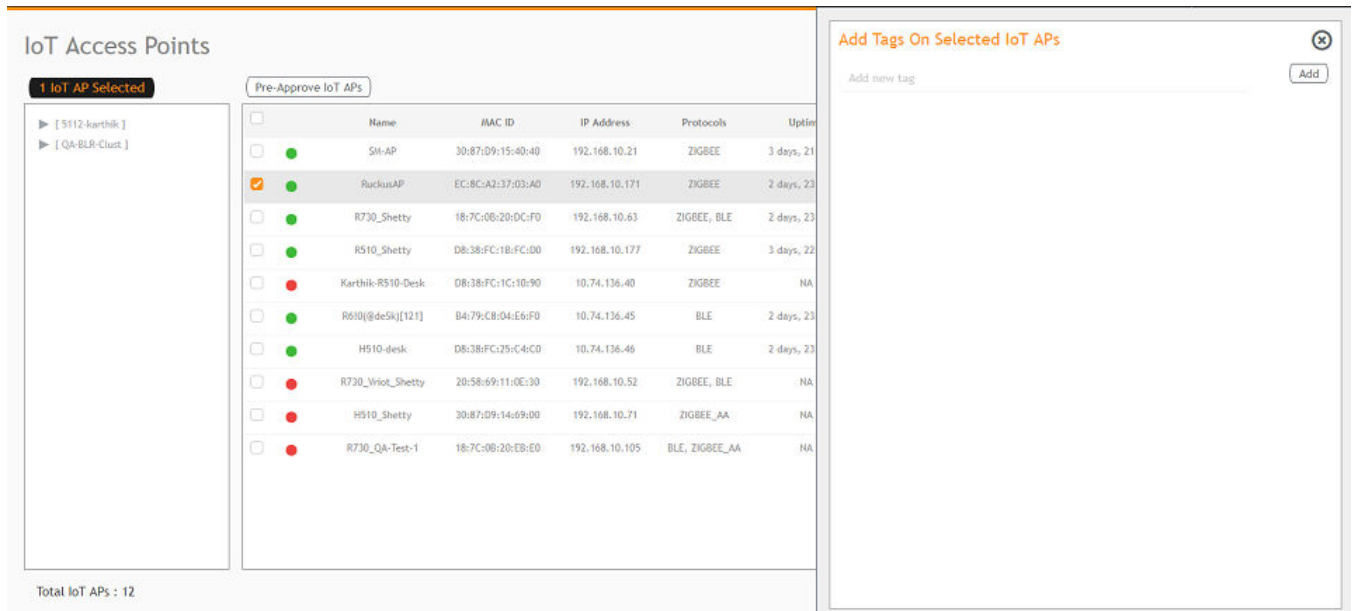 IoT Access Points
1 IoT AP Selected
Pre-Approve IoT APs
[ 5112-karthik ]
[ QA-BLR-Clust ]
Name MAC ID IP Address Protocols Uptim
SM-AP 30:87:D9:15:40:40 192.168.10.21 ZIGBEE 3 days, 21
RuckusAP EC:8C:A2:37:03:A0 192.168.10.171 ZIGBEE 2 days, 23
R730_Shetty 18:7C:0B:20:DC:F0 192.168.10.63 ZIGBEE, BLE 2 days, 23
R510_Shetty D8:38:FC:1B:FC:D0 192.168.10.177 ZIGBEE 3 days, 22
Karthik-R510-Desk D8:38:FC:1C:10:90 10.74.136.40 ZIGBEE NA
R6!0(@deSk)[121] B4:79:C8:04:E6:F0 10.74.136.45 BLE 2 days, 23
H510-desk D8:38:FC:25:C4:C0 10.74.136.46 BLE 2 days, 23
R730_Vriot_Shetty 20:58:69:11:0E:30 192.168.10.52 ZIGBEE, BLE NA
H510_Shetty 30:87:D9:14:69:00 192.168.10.71 ZIGBEE_AA NA
R730_QA-Test-1 18:7C:0B:20:EB:E0 192.168.10.105 BLE, ZIGBEE_AA NA
Total IoT APs : 12
Add Tags On Selected IoT APs
Add new tag
Add